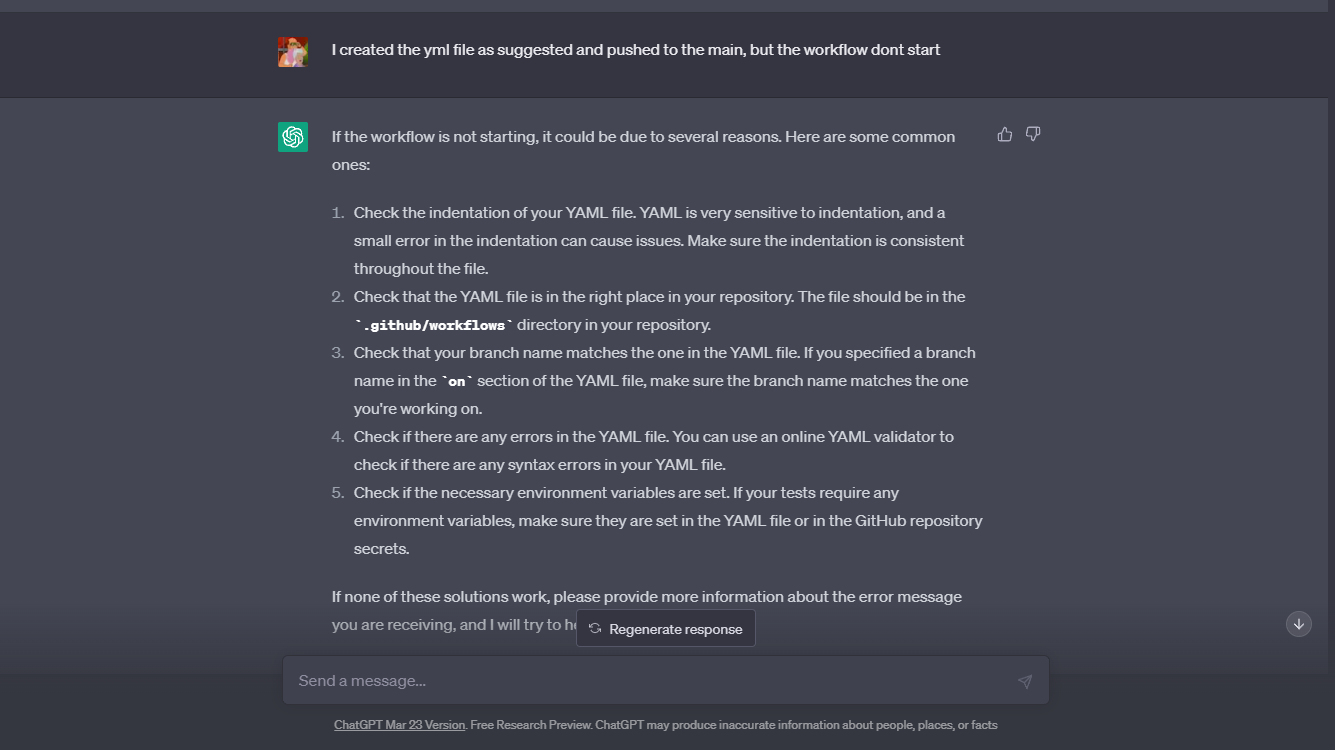 I created the yml file as suggested and pushed to the main, but the workflow dont start
If the workflow is not starting, it could be due to several reasons. Here are some common
ones:
1. Check the indentation of your YAML file. YAML is very sensitive to indentation, and a
small error in the indentation can cause issues. Make sure the indentation is consistent
throughout the file.
2. Check that the YAML file is in the right place in your repository. The file should be in the
`.github/workflows` directory in your repository.
3. Check that your branch name matches the one in the YAML file. If you specified a branch
name in the `on` section of the YAML file, make sure the branch name matches the one
you're working on.
4. Check if there are any errors in the YAML file. You can use an online YAML validator to
check if there are any syntax errors in your YAML file.
5. Check if the necessary environment variables are set. If your tests require any
environment variables, make sure they are set in the YAML file or in the GitHub repository
secrets.
If none of these solutions work, please provide more information about the error message
you are receiving, and I will try to
Regenerate response
Send a message...
ChatGPT Mar 23 Version. Free Research Preview. ChatGPT may produce inaccurate information about people, places, or facts